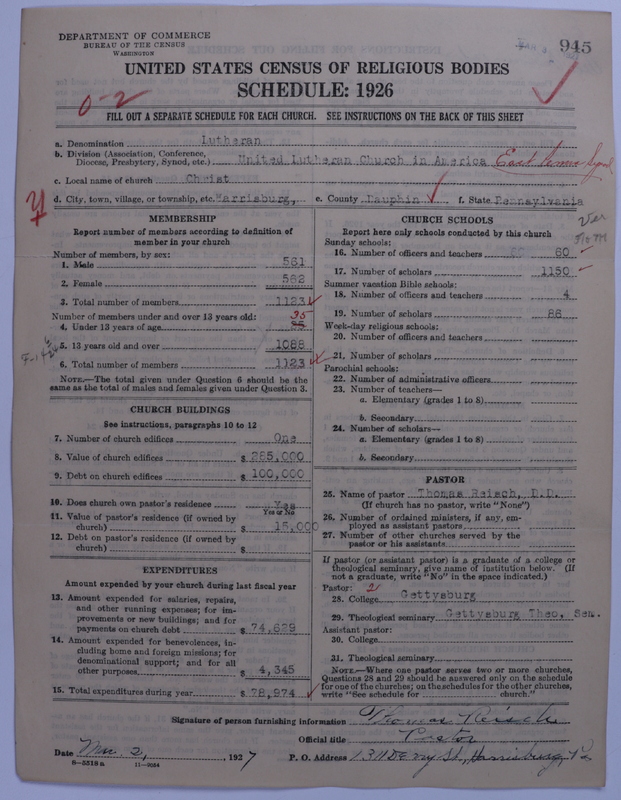 DEPARTMENT OF COMMERCE
BUREAU OF THE CENSUS
WASHINGTON
945
UNITED STATES CENSUS OF RELIGIOUS BODIES
SCHEDULE: 1926
0-2
FILL OUT A SEPARATE SCHEDULE FOR EACH CHURCH. SEE INSTRUCTIONS ON THE BACK OF THIS SHEET
a. Denomination Lutheran
b. Division (Association, Conference, Diocese, Presbytery, Synod, etc.) United Lutheran Church in America East Penna Synod
c. Local name of church Christ
d. City, town, village, or township, etc. Harrisburg, e. County Dauphin f. State Pennsylvania
MEMBERSHIP
Report number of members according to definition of
member in your church
Number of members, by sex:
1. Male 561
2. Female 562
3. Total number of members 1123
Number of members under and over 13 years old: 35
4. Under 13 years of age
5. 13 years old and over 1088
6. Total number of members 1123
NOTE.—The total given under Question 6 should be the
same as the total of males and females given under Question 3.
CHURCH BUILDINGS
See instructions, paragraphs 10 to 12
7. Number of church edifices One
8. Value of church edifices $ 285,000
9. Debt on church edifices $ 100,000
10. Does church own pastor's residence Yes
Yes or No
11. Value of pastor's residence (if owned by
church) $ 15,000
12. Debt on pastor's residence (if owned by
church) $
EXPENDITURES
Amount expended by your church during last fiscal year
13. Amount expended for salaries, repairs,
and other running expenses; for im-
provements or new buildings; and for
payments on church debt $ 74,629
14. Amount expended for benevolences, in-
cluding home and foreign missions; for
denominational support; and for all
other purposes $ 4,345
15. Total expenditures during year $ 78,974
CHURCH SCHOOLS
Report here only schools conducted by this church
Sunday schools:
16. Number of officers and teachers 60
17. Number of scholars 1150
Summer vacation Bible schools:
18. Number of officers and teachers 4
19. Number of scholars 86
Week-day religious schools:
20. Number of officers and teachers
21. Number of scholars
Parochial schools:
22. Number of administrative officers
23. Number of teachers—
a. Elementary (grades 1 to 8)
b. Secondary
24. Number of scholars—
a. Elementary (grades 1 to 8)
b. Secondary
PASTOR
25. Name of pastor Thomas Reisch, D.D.
(If church has no pastor, write "None")
26. Number of ordained ministers, if any, em-
ployed as assistant pastors
27. Number of other churches served by the
pastor or his assistants
If pastor (or assistant pastor) is a graduate of a college or
theological seminary, give name of institution below. (If
not a graduate, write "No" in the space indicated.)
Pastor: 2
28. College Gettysburg
29. Theological seminary Gettysburg Theo. Sem.
Assistant pastor:
30. College
31. Theological seminary
NOTE.—Where one pastor serves two or more churches,
Questions 28 and 29 should be answered only on the schedule
for one of the churches; on the schedules for the other churches,
write "See schedule for church."
Signature of person furnishing information Thomas Reisch
Official title Pastor
Date Mar. 2, 1927 P. O. Address 1311 Derry St., Harrisburg, Pa
8-5518a 11-9064